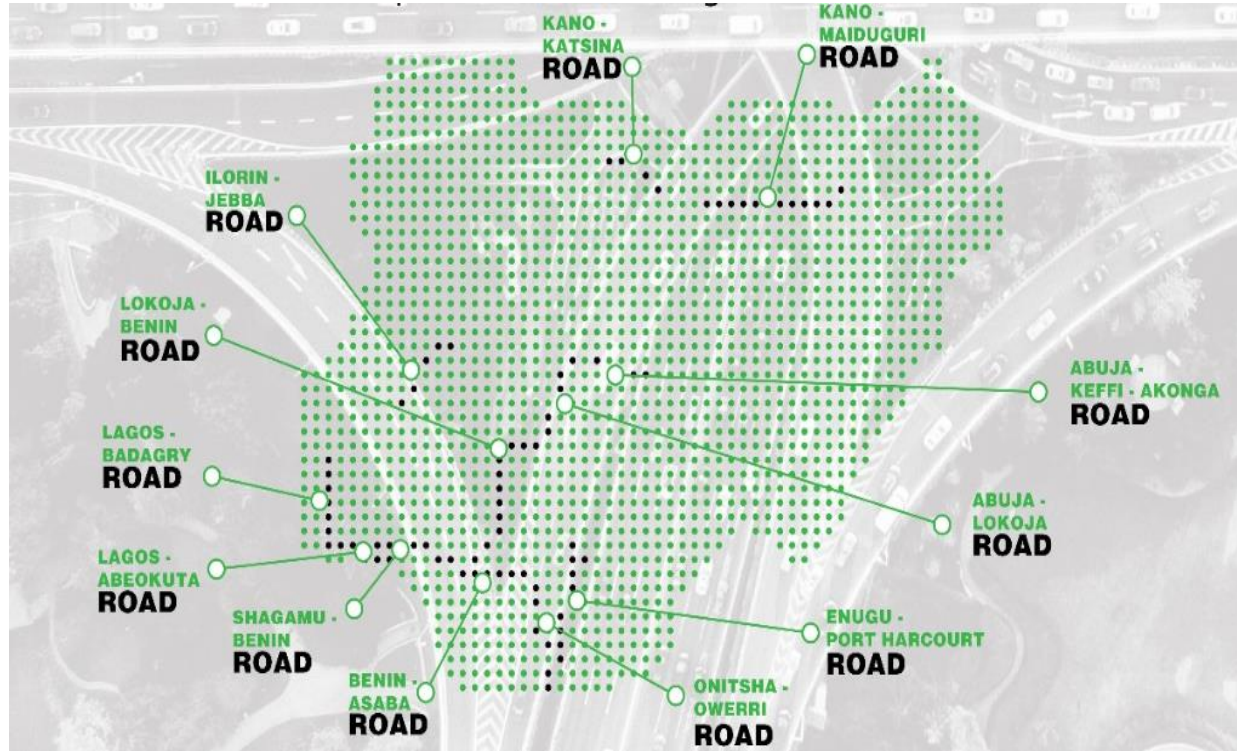 KANO -
KATSINA
ROAD
KANO -
MAIDUGURI
ROAD
ILORIN -
JEBBA
ROAD
LOKOJA -
BENIN
ROAD
ABUJA -
KEFFI - AKONGA
ROAD
LAGOS -
BADAGRY
ROAD
ABUJA -
LOKOJA
ROAD
LAGOS -
ABEOKUTA
ROAD
SHAGAMU -
BENIN
ROAD
ENUGU -
PORT HARCOURT
ROAD
BENIN -
ASABA
ROAD
ONITSHA -
OWERRI
ROAD